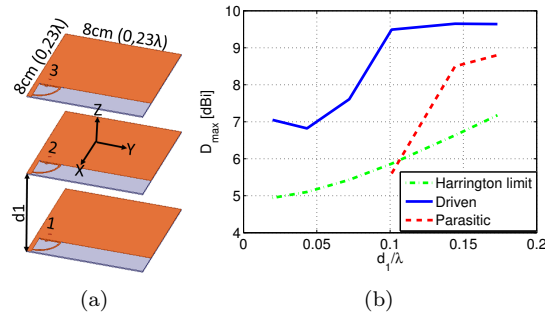 8cm (0,23λ)
8cm (0,23λ)
3
2
1
Z
Y
X
d1
(a)
D_max [dBi]
10
9
8
7
6
5
4
0
0.05
0.1
0.15
0.2
d_1/λ
Harrington limit
Driven
Parasitic
(b)